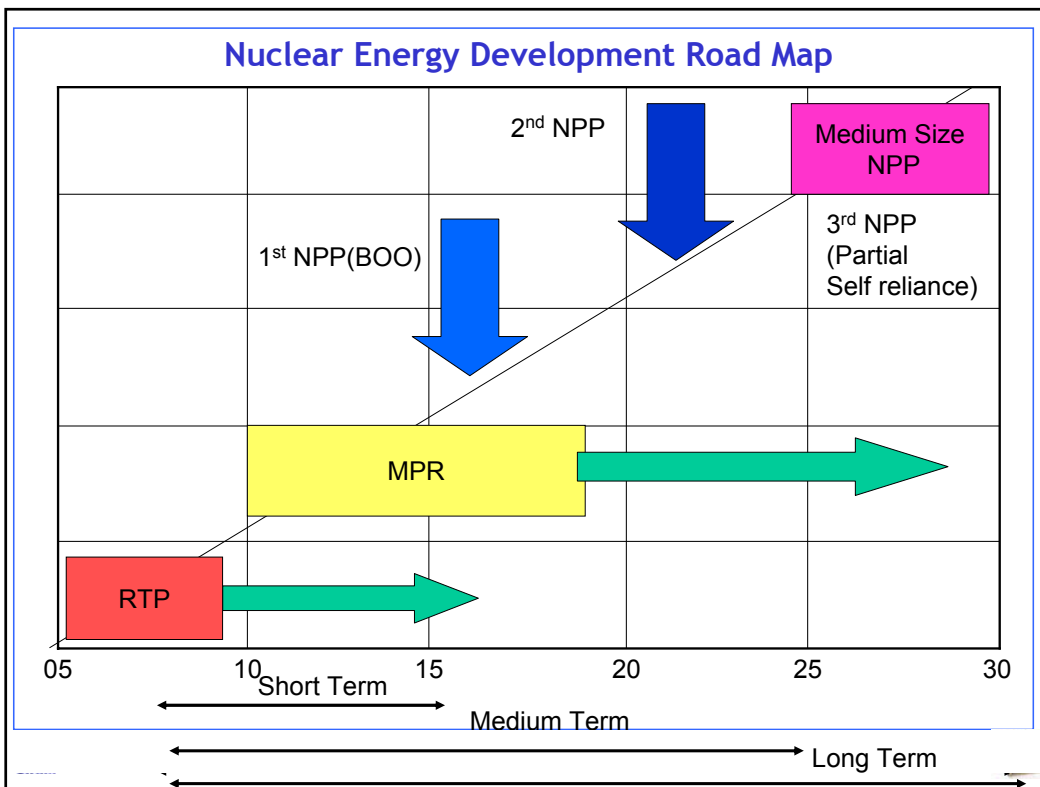 Nuclear Energy Development Road Map
2nd NPP
Medium Size
NPP
1st NPP(BOO)
3rd NPP
(Partial
Self reliance)
MPR
RTP
05 10 15 20 25 30
Short Term
Medium Term
Long Term